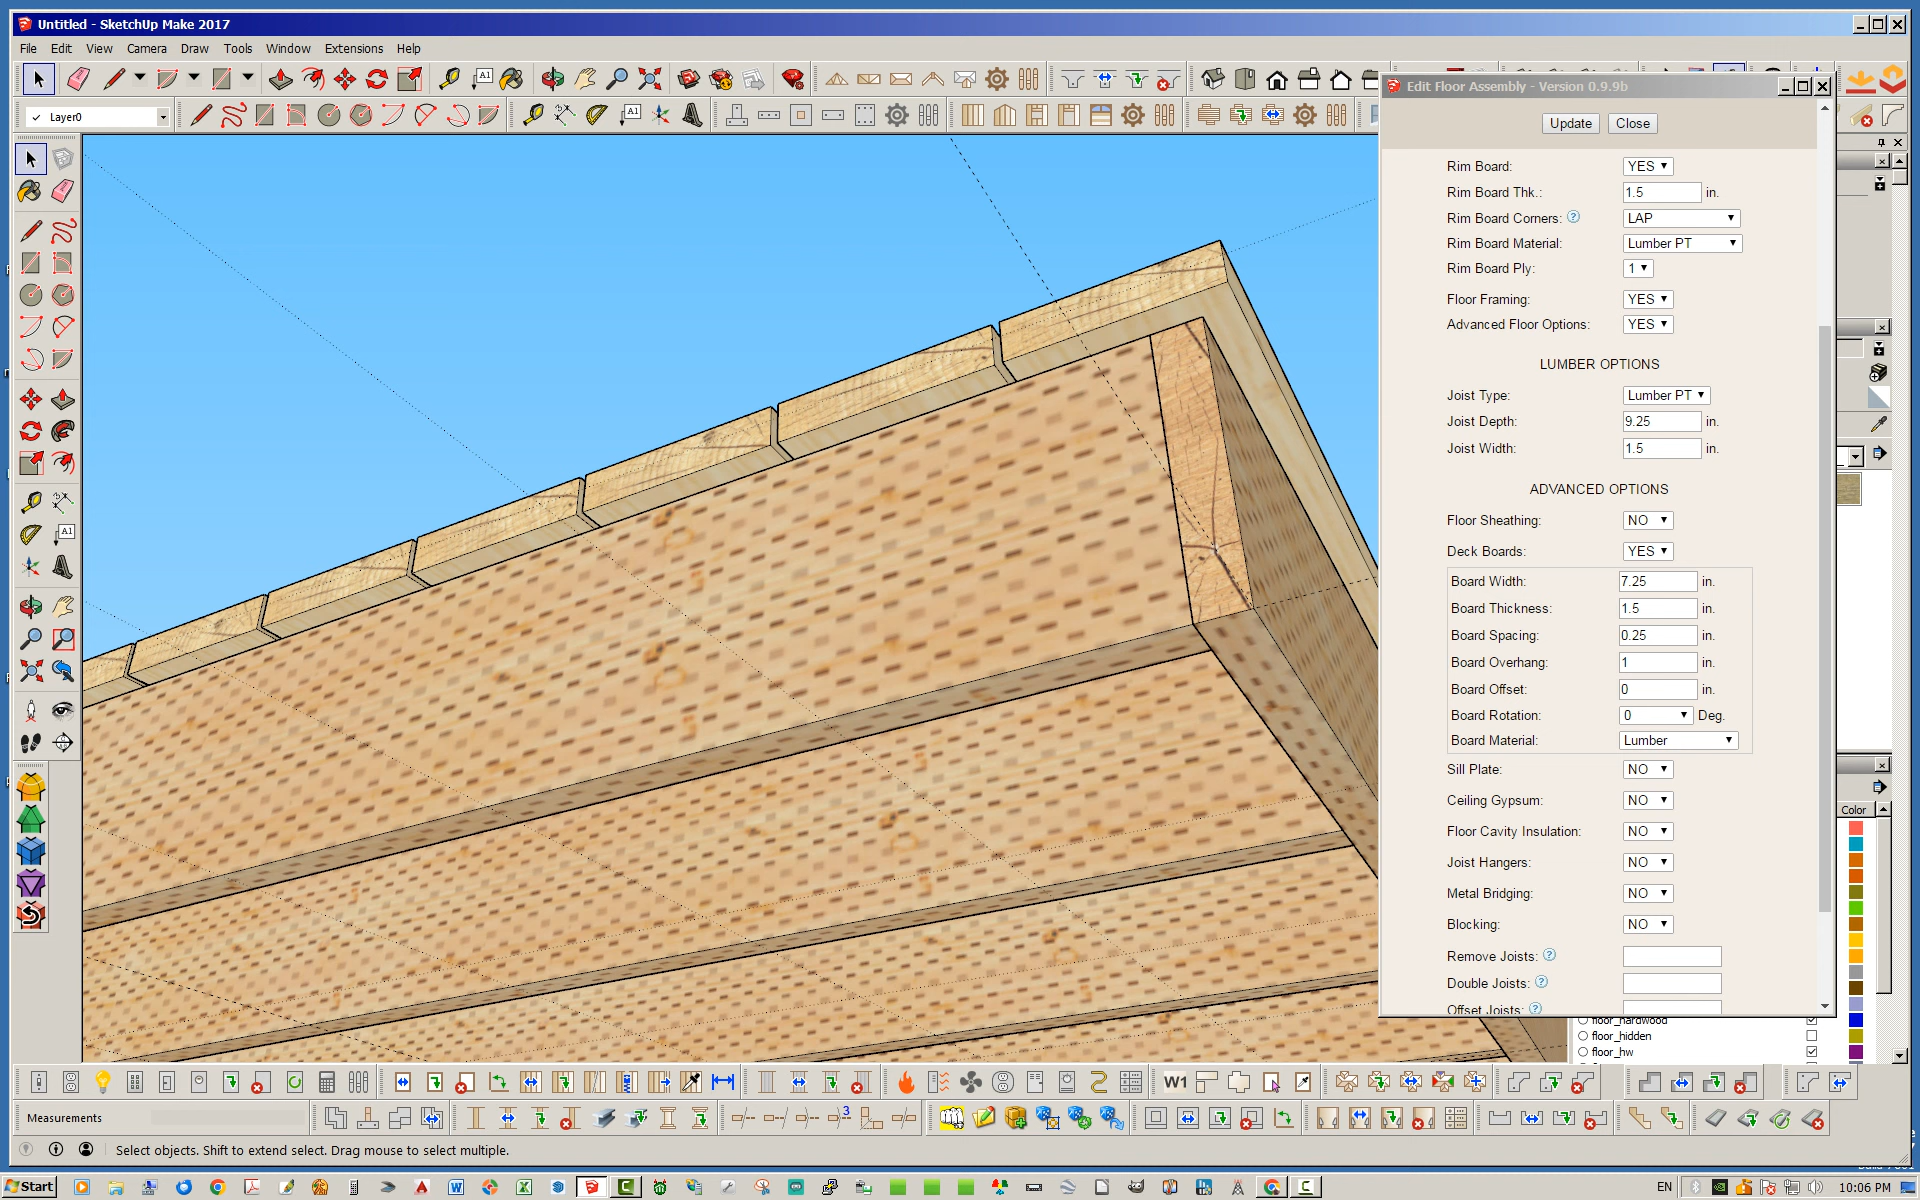 Untitled - SketchUp Make 2017
File Edit View Camera Draw Tools Window Extensions Help
Layer0
Edit Floor Assembly - Version 0.9.9b
Update Close
Rim Board: YES
Rim Board Thk.: 1.5 in.
Rim Board Corners: ? LAP
Rim Board Material: Lumber PT
Rim Board Ply: 1
Floor Framing: YES
Advanced Floor Options: YES
LUMBER OPTIONS
Joist Type: Lumber PT
Joist Depth: 9.25 in.
Joist Width: 1.5 in.
ADVANCED OPTIONS
Floor Sheathing: NO
Deck Boards: YES
Board Width: 7.25 in.
Board Thickness: 1.5 in.
Board Spacing: 0.25 in.
Board Overhang: 1 in.
Board Offset: 0 in.
Board Rotation: 0 Deg.
Board Material: Lumber
Sill Plate: NO
Ceiling Gypsum: NO
Floor Cavity Insulation: NO
Joist Hangers: NO
Metal Bridging: NO
Blocking: NO
Remove Joists: ?
Double Joists: ?
Offset Joists: ?
Color
floor_hardwood
floor_hidden
floor_hw
W1
Measurements
3
Select objects. Shift to extend select. Drag mouse to select multiple.
Start
EN
10:06 PM